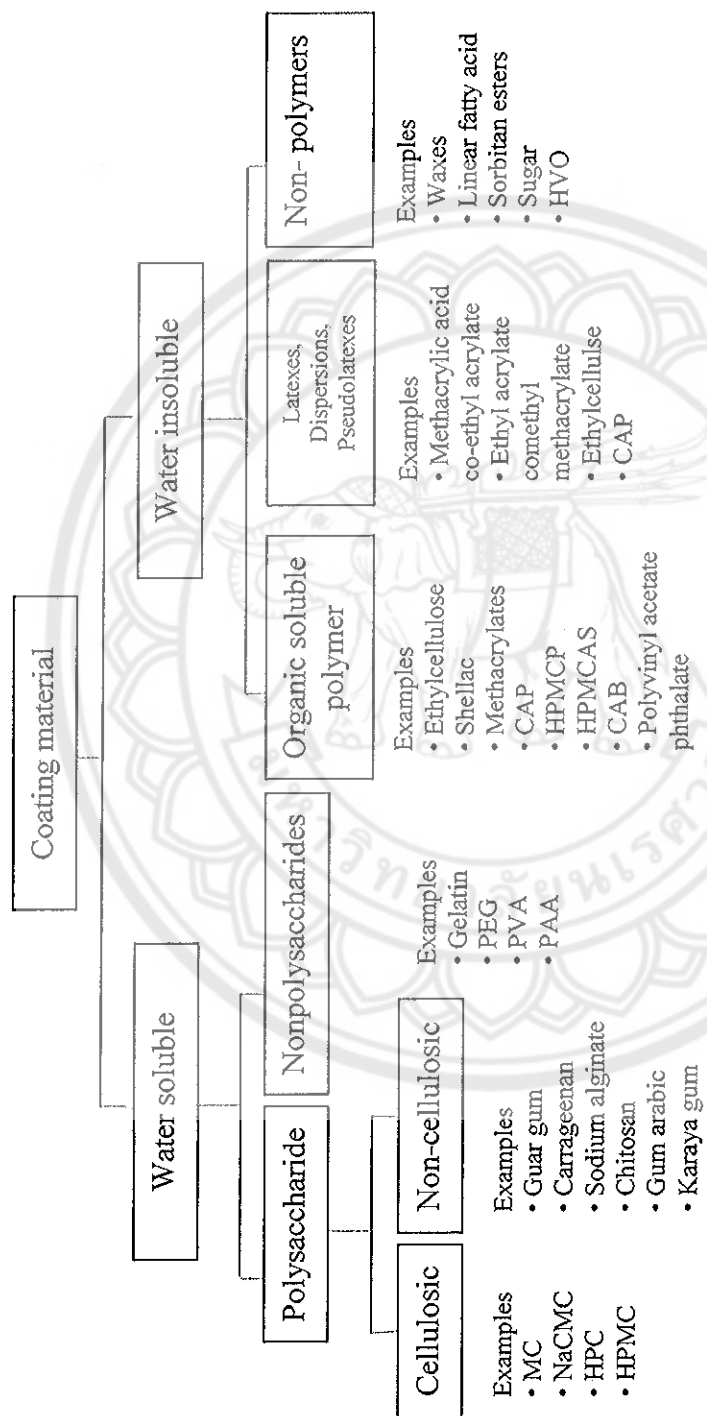 Coating material
Water soluble
Water insoluble
Polysaccharide
Nonpolysaccharides
Organic soluble
polymer
Latexes,
Dispersions,
Pseudolatexes
Non- polymers
Cellulosic
Non-cellulosic
Examples
• MC
• NaCMC
• HPC
• HPMC
Examples
• Guar gum
• Carrageenan
• Sodium alginate
• Chitosan
• Gum arabic
• Karaya gum
Examples
• Gelatin
• PEG
• PVA
• PAA
Examples
• Ethylcellulose
• Shellac
• Methacrylates
• CAP
• HPMCP
• HPMCAS
• CAB
• Polyvinyl acetate
phthalate
Examples
• Methacrylic acid
co-ethyl acrylate
• Ethyl acrylate
comethyl
methacrylate
• Ethylcellulse
• CAP
Examples
• Waxes
• Linear fatty acid
• Sorbitan esters
• Sugar
• HVO